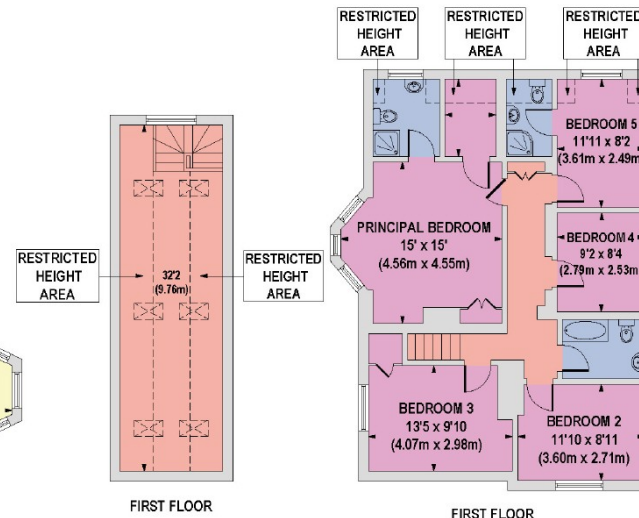 RESTRICTED
HEIGHT
AREA
RESTRICTED
HEIGHT
AREA
RESTRICTED
HEIGHT
AREA
BEDROOM 5
11'11 x 8'2
(3.61m x 2.49m
PRINCIPAL BEDROOM
15' x 15'
(4.56m x 4.55m)
BEDROOM 4
9'2 x 8'4
(2.79m x 2.53m
RESTRICTED
HEIGHT
AREA
32'2
(9.76m)
RESTRICTED
HEIGHT
AREA
BEDROOM 3
13'5 x 9'10
(4.07m x 2.98m)
BEDROOM 2
11'10 x 8'11
(3.60m x 2.71m)
FIRST FLOOR
FIRST FLOOR